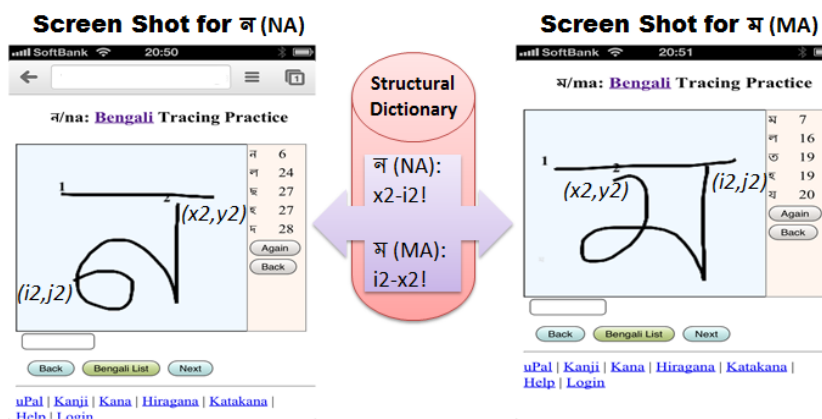 Screen Shot for ন (NA)
SoftBank 20:50
ন/na: Bengali Tracing Practice
ন 6
ল 24
ছ 27
হ 27
দ 28
Again
Back
1
2
(x2,y2)
(i2,j2)
Back Bengali List Next
uPal | Kanji | Kana | Hiragana | Katakana |
Help | Login
Structural
Dictionary
ন (NA):
x2-i2!
ম (MA):
i2-x2!
Screen Shot for ম (MA)
SoftBank 20:51
ম/ma: Bengali Tracing Practice
ম 7
ল 16
ত 19
হ 19
য 20
Again
Back
1
2
(x2,y2)
(i2,j2)
Back Bengali List Next
uPal | Kanji | Kana | Hiragana | Katakana |
Help | Login